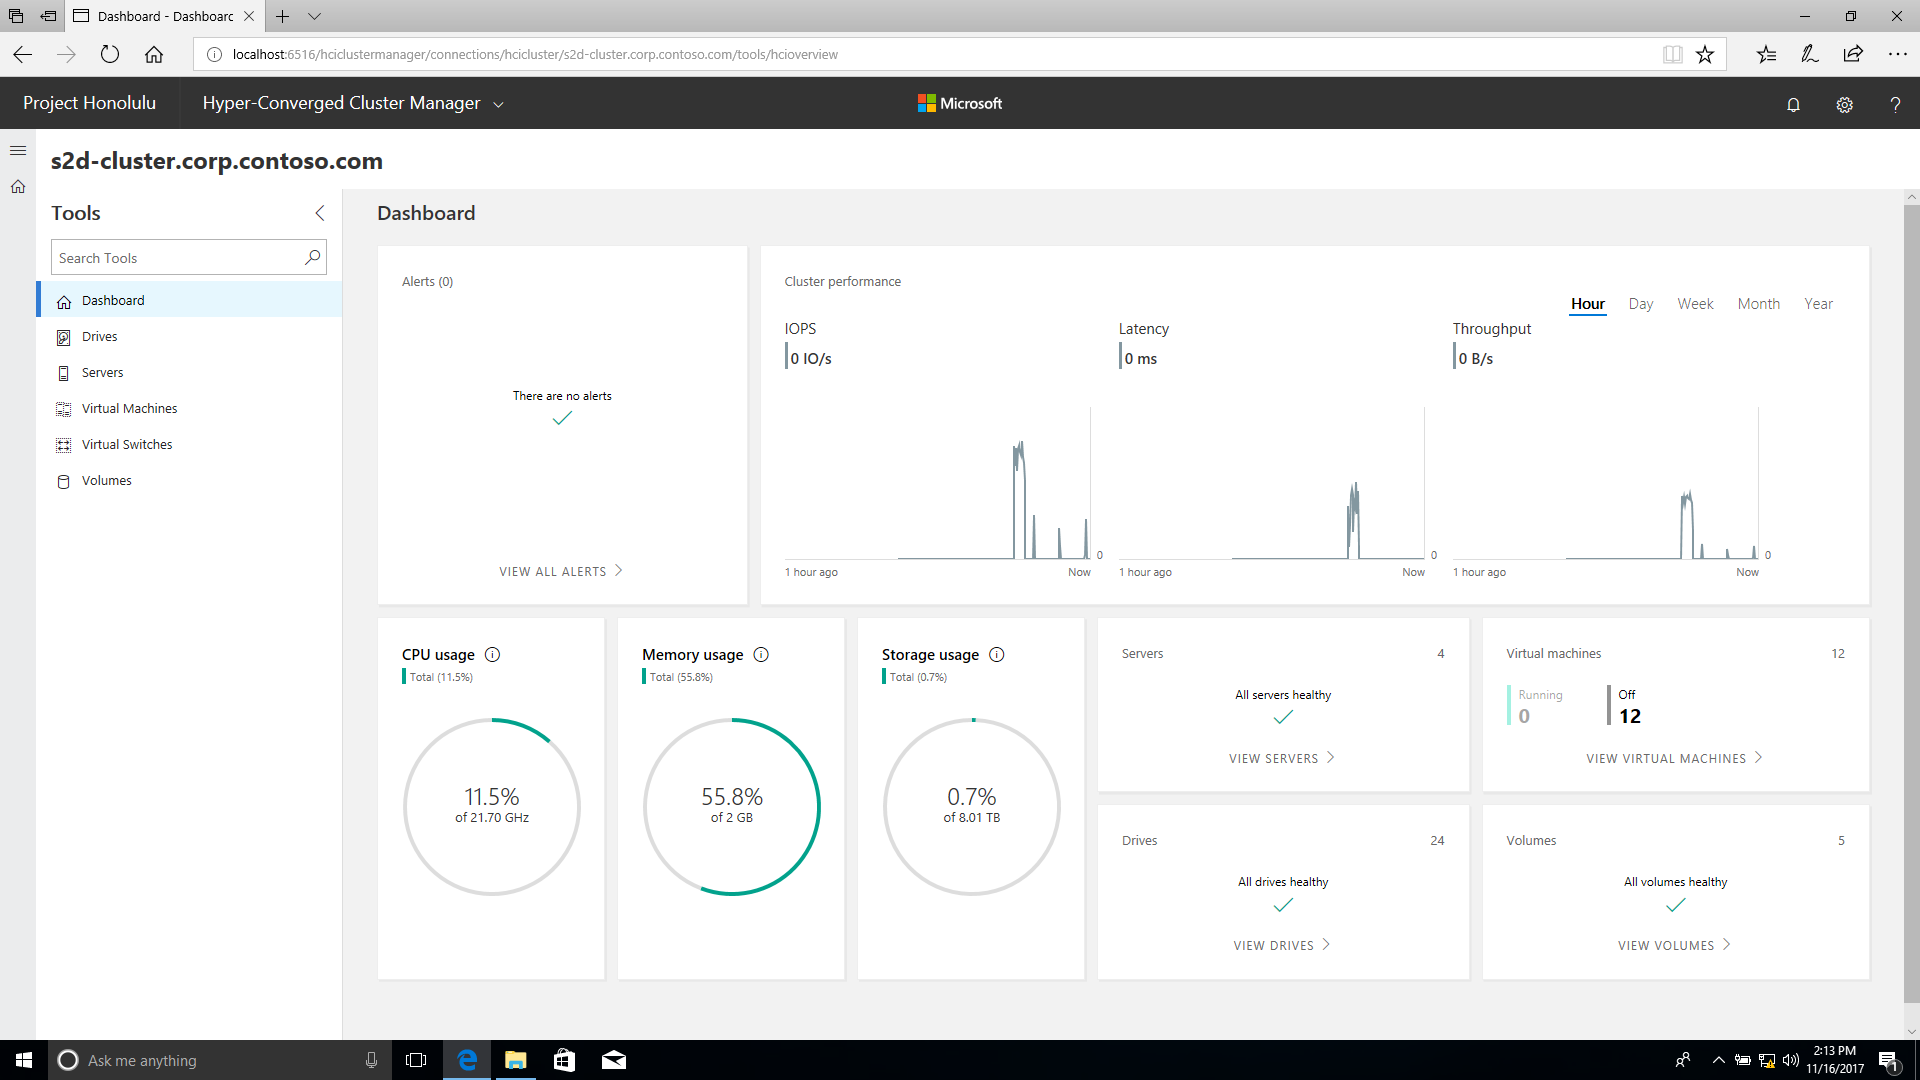 Dashboard - Dashboard
localhost:6516/hciclustermanager/connections/hcicluster/s2d-cluster.corp.contoso.com/tools/hcioverview
Project Honolulu
Hyper-Converged Cluster Manager
Microsoft
?
s2d-cluster.corp.contoso.com
Tools
Search Tools
Dashboard
Drives
Servers
Virtual Machines
Virtual Switches
Volumes
Dashboard
Alerts (0)
There are no alerts
VIEW ALL ALERTS
Cluster performance
Hour Day Week Month Year
IOPS
0 IO/s
0
1 hour ago Now
Latency
0 ms
0
1 hour ago Now
Throughput
0 B/s
0
1 hour ago Now
CPU usage
Total (11.5%)
11.5%
of 21.70 GHz
Memory usage
Total (55.8%)
55.8%
of 2 GB
Storage usage
Total (0.7%)
0.7%
of 8.01 TB
Servers 4
All servers healthy
VIEW SERVERS
Virtual machines 12
Running Off
0 12
VIEW VIRTUAL MACHINES
Drives 24
All drives healthy
VIEW DRIVES
Volumes 5
All volumes healthy
VIEW VOLUMES
Ask me anything
2:13 PM
11/16/2017
1